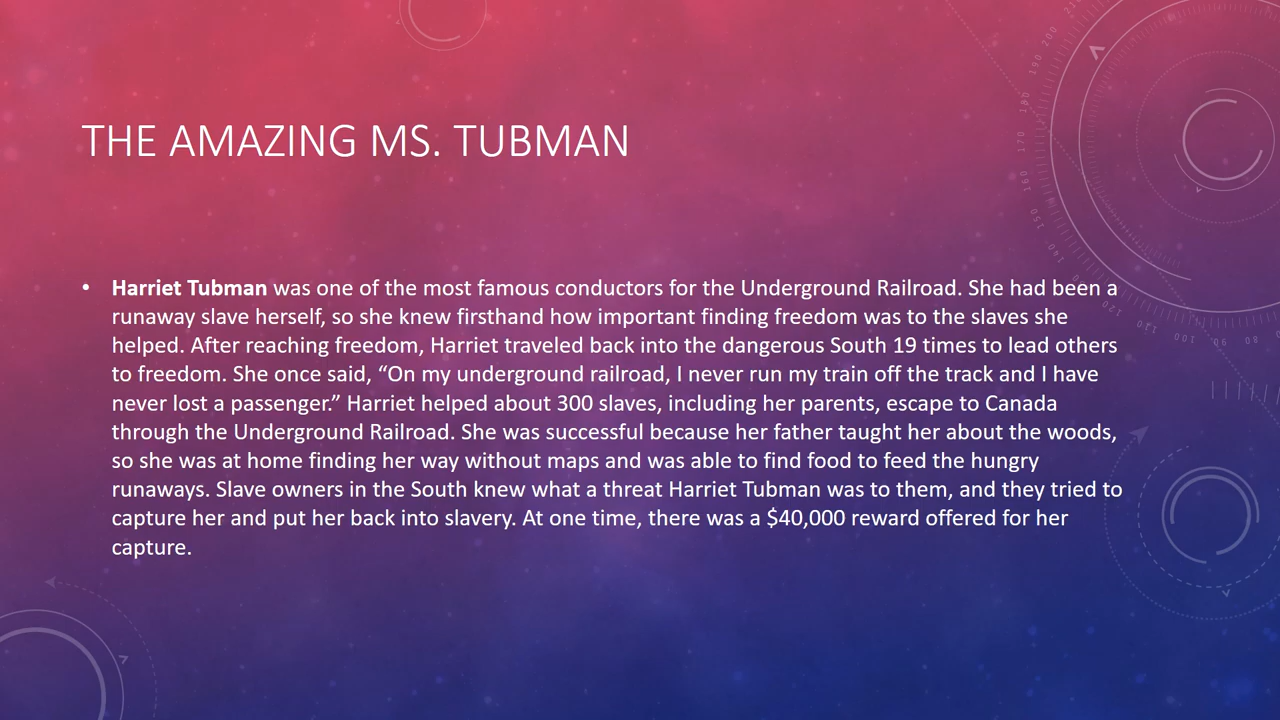 THE AMAZING MS. TUBMAN
• Harriet Tubman was one of the most famous conductors for the Underground Railroad. She had been a
runaway slave herself, so she knew firsthand how important finding freedom was to the slaves she
helped. After reaching freedom, Harriet traveled back into the dangerous South 19 times to lead others
to freedom. She once said, “On my underground railroad, I never run my train off the track and I have
never lost a passenger.” Harriet helped about 300 slaves, including her parents, escape to Canada
through the Underground Railroad. She was successful because her father taught her about the woods,
so she was at home finding her way without maps and was able to find food to feed the hungry
runaways. Slave owners in the South knew what a threat Harriet Tubman was to them, and they tried to
capture her and put her back into slavery. At one time, there was a $40,000 reward offered for her
capture.
200
190
180
170
160
150